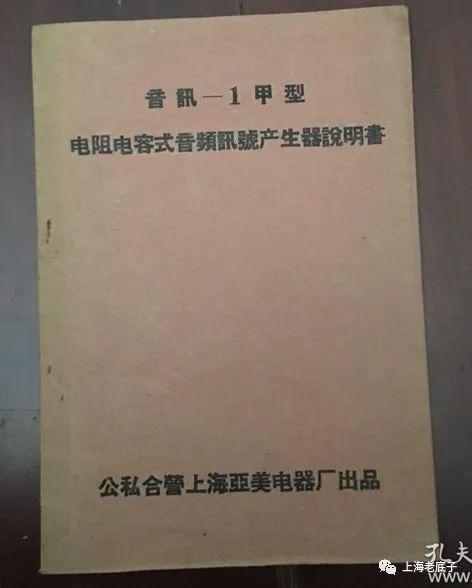 音訊—1甲型
电阻电容式音頻訊號产生器說明書
公私合營上海亞美电器厂出品
上海老底子
孔夫
www